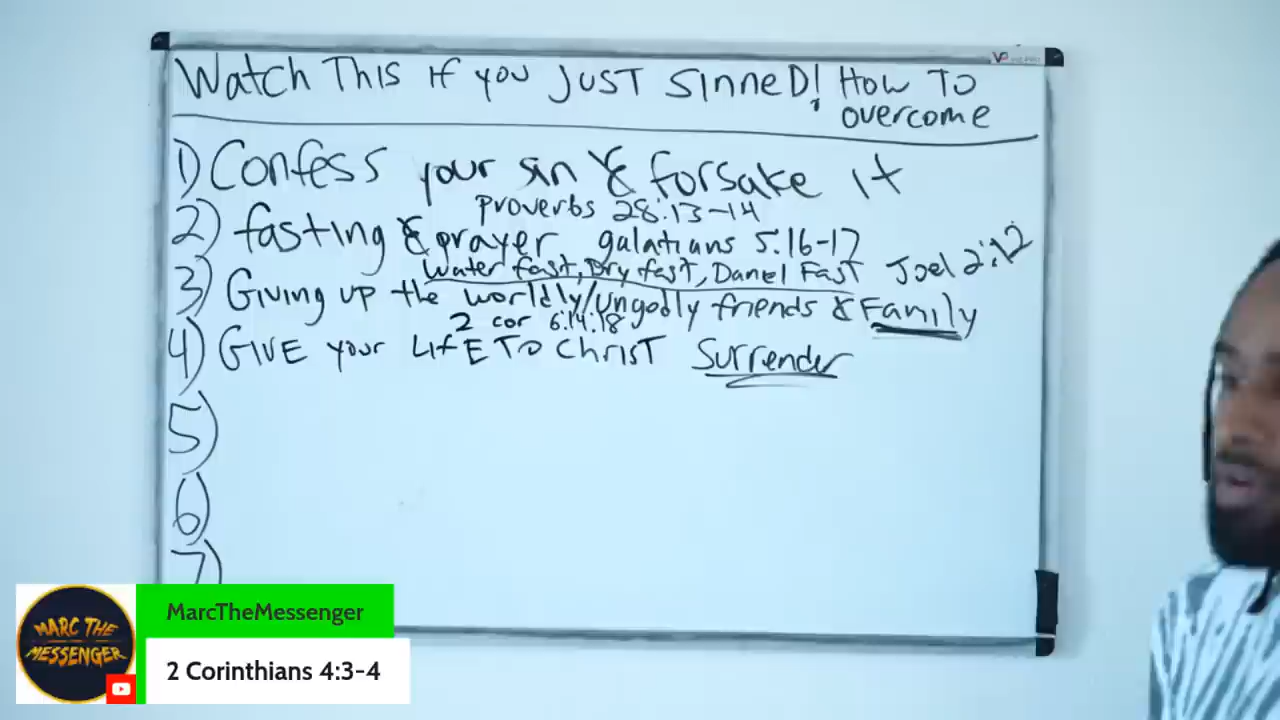 Watch This if you JUST SinneD! How To
overcome
1) Confess your sin & forsake it
proverbs 28:13-14
2) fasting & prayer galatians 5:16-17
Water fast, Dry fast, Daniel Fast Joel 2:12
3) Giving up the worldly/ungodly friends & Family
2 cor 6:14:18
4) GIVE your LIFE To ChrisT Surrender
5)
6)
7)
MARC THE
MESSENGER
MarcTheMessenger
2 Corinthians 4:3-4